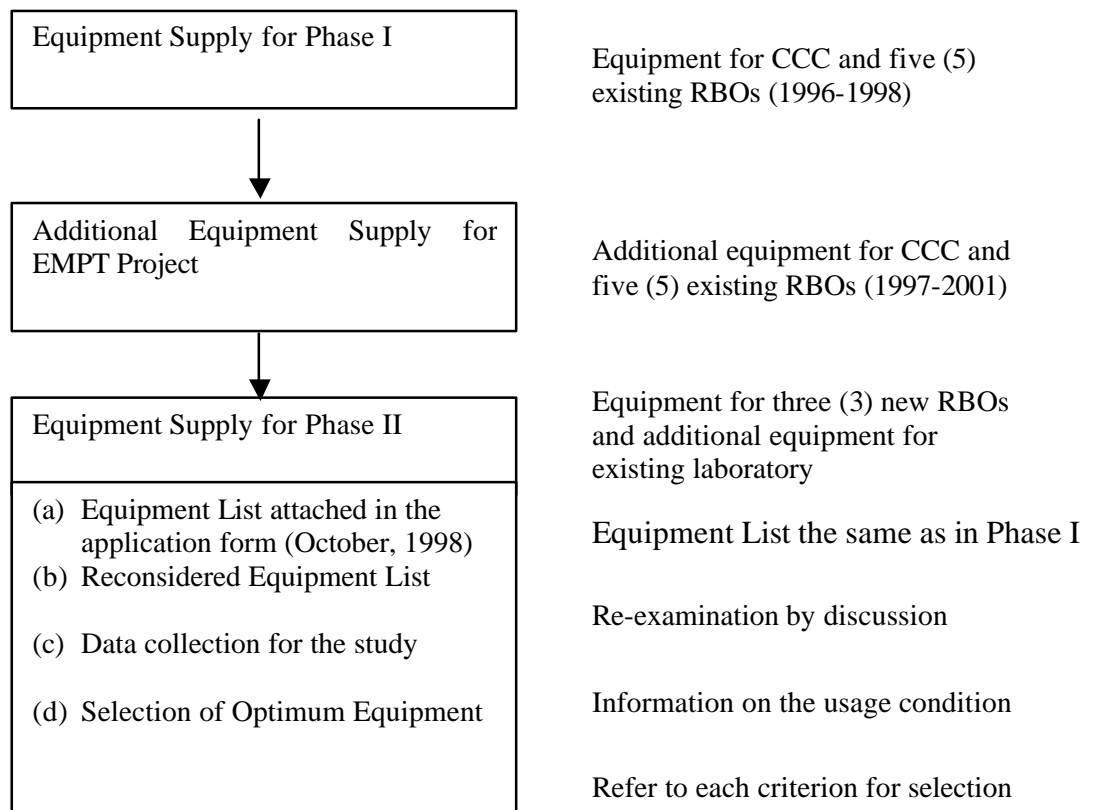 Equipment Supply for Phase I
Equipment for CCC and five (5)
existing RBOs (1996-1998)
Additional Equipment Supply for
EMPT Project
Additional equipment for CCC and
five (5) existing RBOs (1997-2001)
Equipment Supply for Phase II
Equipment for three (3) new RBOs
and additional equipment for
existing laboratory
(a) Equipment List attached in the
application form (October, 1998)
Equipment List the same as in Phase I
(b) Reconsidered Equipment List
Re-examination by discussion
(c) Data collection for the study
Information on the usage condition
(d) Selection of Optimum Equipment
Refer to each criterion for selection